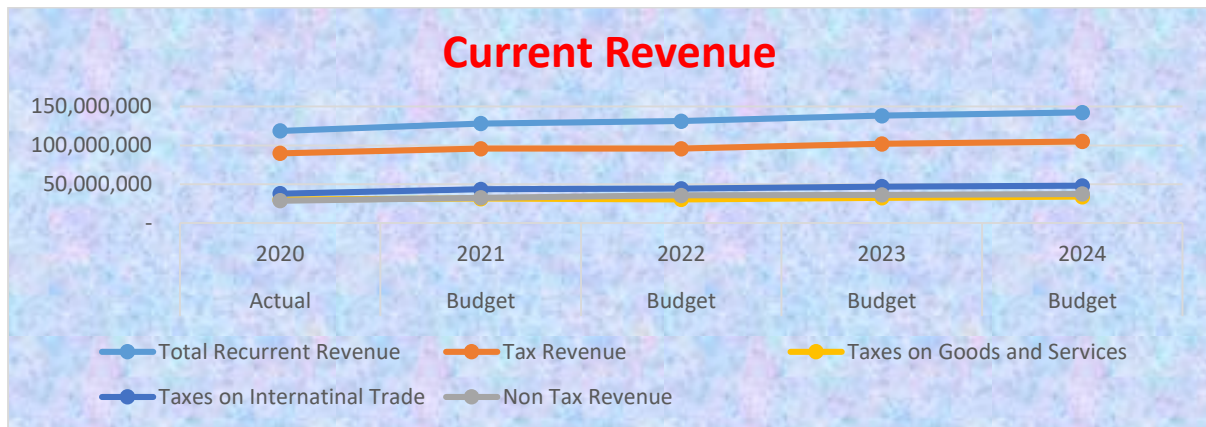 Current Revenue
150,000,000
100,000,000
50,000,000
-
2020 2021 2022 2023 2024
Actual Budget Budget Budget Budget
Total Recurrent Revenue Tax Revenue Taxes on Goods and Services
Taxes on Internatinal Trade Non Tax Revenue